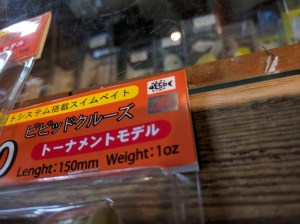 トシステム搭載スイムベイト
ビビッドクルーズ
トーナメントモデル
Lenght:150mm Weight:1oz